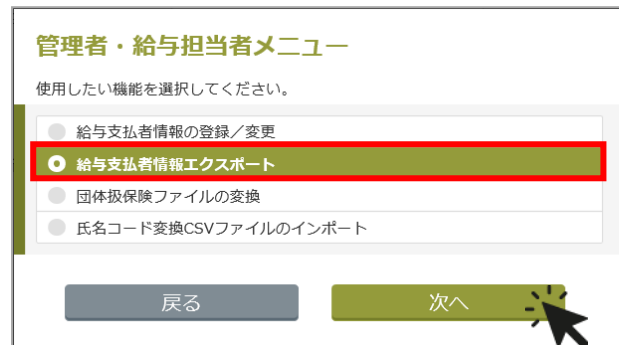 管理者・給与担当者メニュー
使用したい機能を選択してください。
給与支払者情報の登録／変更
給与支払者情報エクスポート
団体扱保険ファイルの変換
氏名コード変換CSVファイルのインポート
戻る
次へ